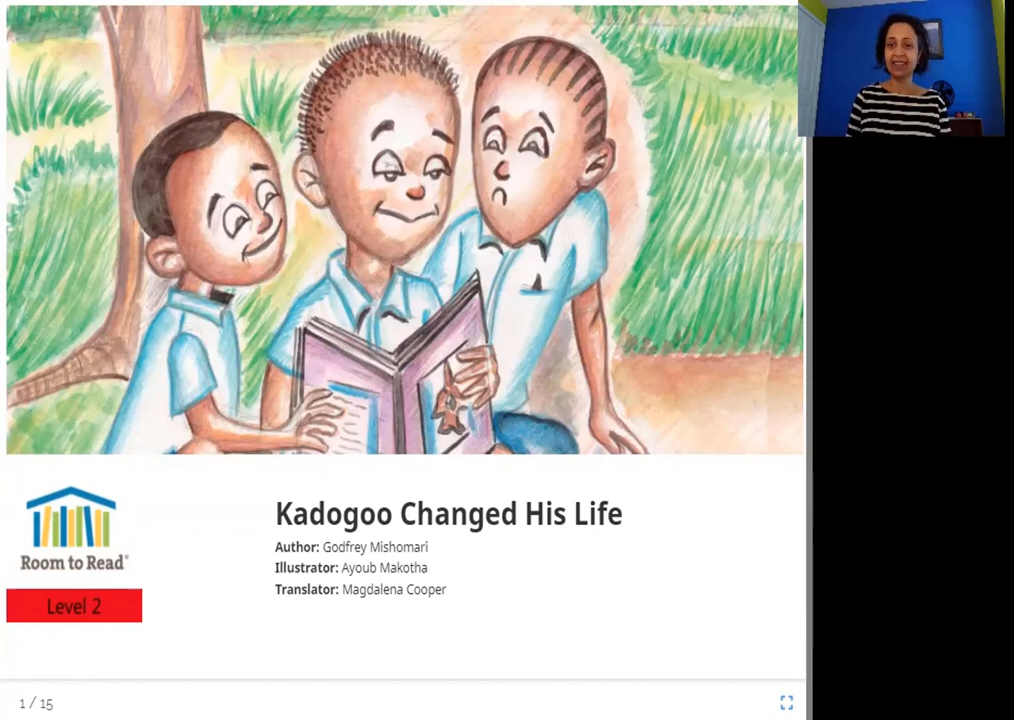 Kadogoo Changed His Life
Author: Godfrey Mishomari
Illustrator: Ayoub Makotha
Translator: Magdalena Cooper
Room to Read®
Level 2
1 / 15